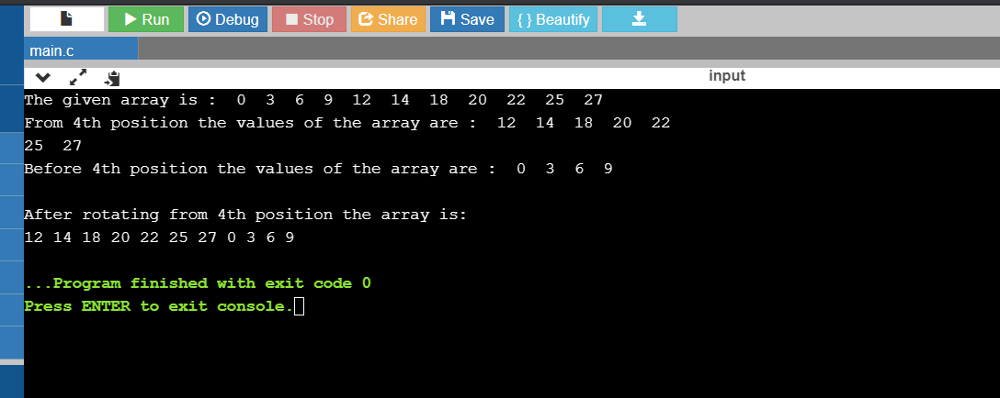 Run Debug Stop Share Save { } Beautify
main.c
input
The given array is :  0  3  6  9  12  14  18  20  22  25  27
From 4th position the values of the array are :  12  14  18  20  22
25  27
Before 4th position the values of the array are :  0  3  6  9
After rotating from 4th position the array is:
12 14 18 20 22 25 27 0 3 6 9
...Program finished with exit code 0
Press ENTER to exit console.